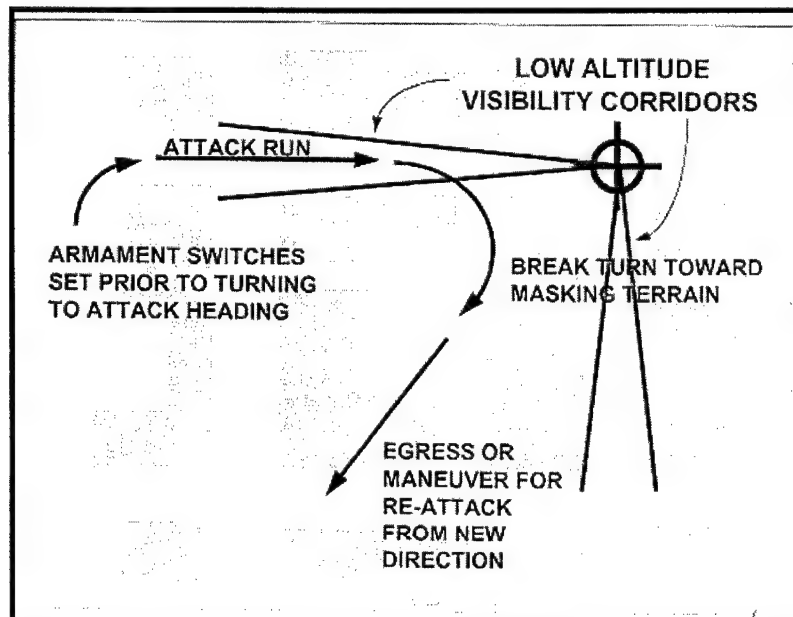 LOW ALTITUDE
VISIBILITY CORRIDORS
ATTACK RUN
ARMAMENT SWITCHES
SET PRIOR TO TURNING
TO ATTACK HEADING
BREAK TURN TOWARD
MASKING TERRAIN
EGRESS OR
MANEUVER FOR
RE-ATTACK
FROM NEW
DIRECTION